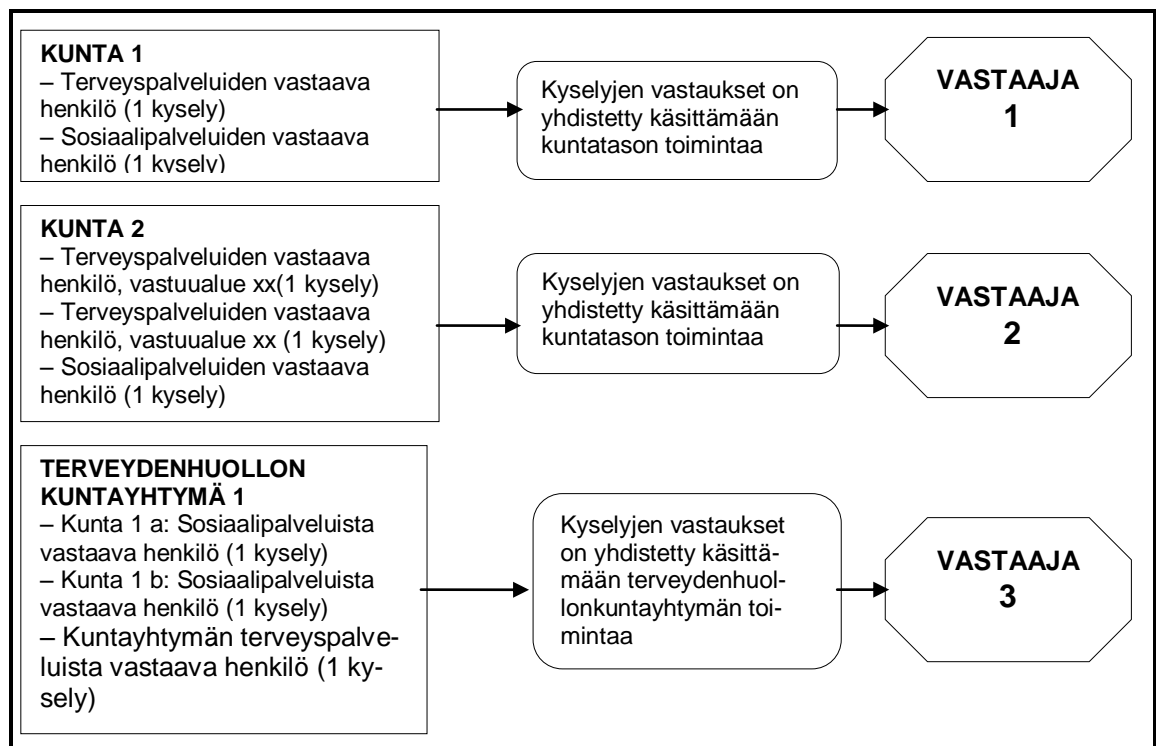 KUNTA 1
– Terveyspalveluiden vastaava
henkilö (1 kysely)
– Sosiaalipalveluiden vastaava
henkilö (1 kysely)
Kyselyjen vastaukset on
yhdistetty käsittämään
kuntatason toimintaa
VASTAAJA
1
KUNTA 2
– Terveyspalveluiden vastaava
henkilö, vastuualue xx(1 kysely)
– Terveyspalveluiden vastaava
henkilö, vastuualue xx (1 kysely)
– Sosiaalipalveluiden vastaava
henkilö (1 kysely)
Kyselyjen vastaukset on
yhdistetty käsittämään
kuntatason toimintaa
VASTAAJA
2
TERVEYDENHUOLLON
KUNTAYHTYMÄ 1
– Kunta 1 a: Sosiaalipalveluista
vastaava henkilö (1 kysely)
– Kunta 1 b: Sosiaalipalveluista
vastaava henkilö (1 kysely)
– Kuntayhtymän terveyspalve-
luista vastaava henkilö (1 ky-
sely)
Kyselyjen vastaukset
on yhdistetty käsittä-
mään terveydenhuol-
lonkuntayhtymän toi-
mintaa
VASTAAJA
3